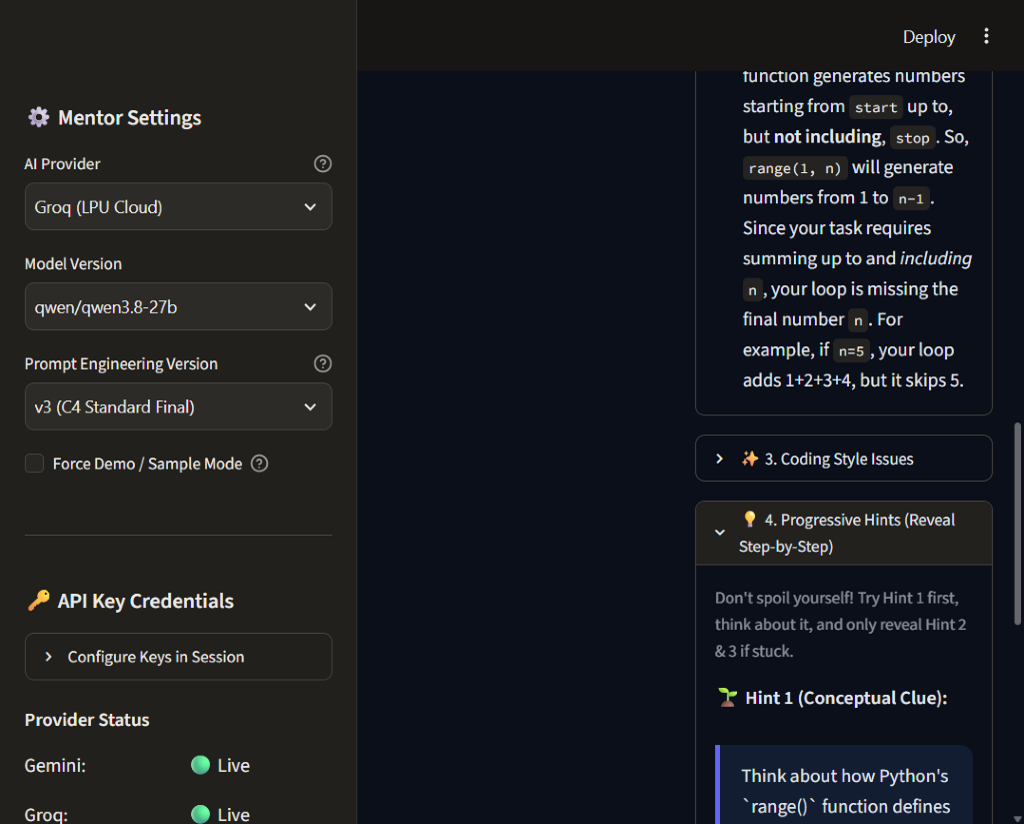 Deploy
Mentor Settings
AI Provider
Groq (LPU Cloud)
Model Version
qwen/qwen3.8-27b
Prompt Engineering Version
v3 (C4 Standard Final)
Force Demo / Sample Mode
API Key Credentials
Configure Keys in Session
Provider Status
Gemini: Live
Groq: Live
function generates numbers
starting from start up to,
but not including, stop. So,
range(1, n) will generate
numbers from 1 to n-1.
Since your task requires
summing up to and including
n, your loop is missing the
final number n. For
example, if n=5, your loop
adds 1+2+3+4, but it skips 5.
3. Coding Style Issues
4. Progressive Hints (Reveal
Step-by-Step)
Don't spoil yourself! Try Hint 1 first,
think about it, and only reveal Hint 2
& 3 if stuck.
Hint 1 (Conceptual Clue):
Think about how Python's
`range()` function defines